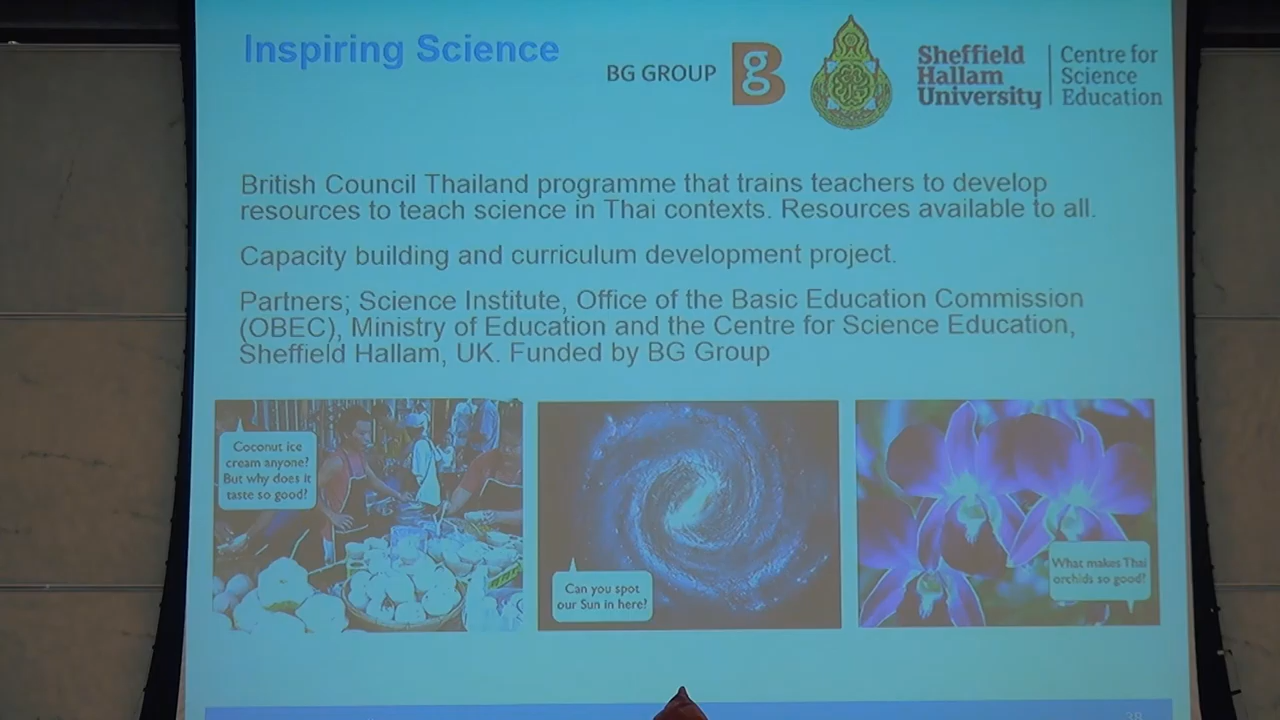 Inspiring Science
BG GROUP
Bg
Sheffield
Hallam
University
Centre for
Science
Education
British Council Thailand programme that trains teachers to develop
resources to teach science in Thai contexts. Resources available to all.
Capacity building and curriculum development project.
Partners; Science Institute, Office of the Basic Education Commission
(OBEC), Ministry of Education and the Centre for Science Education,
Sheffield Hallam, UK. Funded by BG Group
Coconut ice
cream anyone?
But why does it
taste so good?
Can you spot
our Sun in here?
What makes Thai
orchids so good?
38